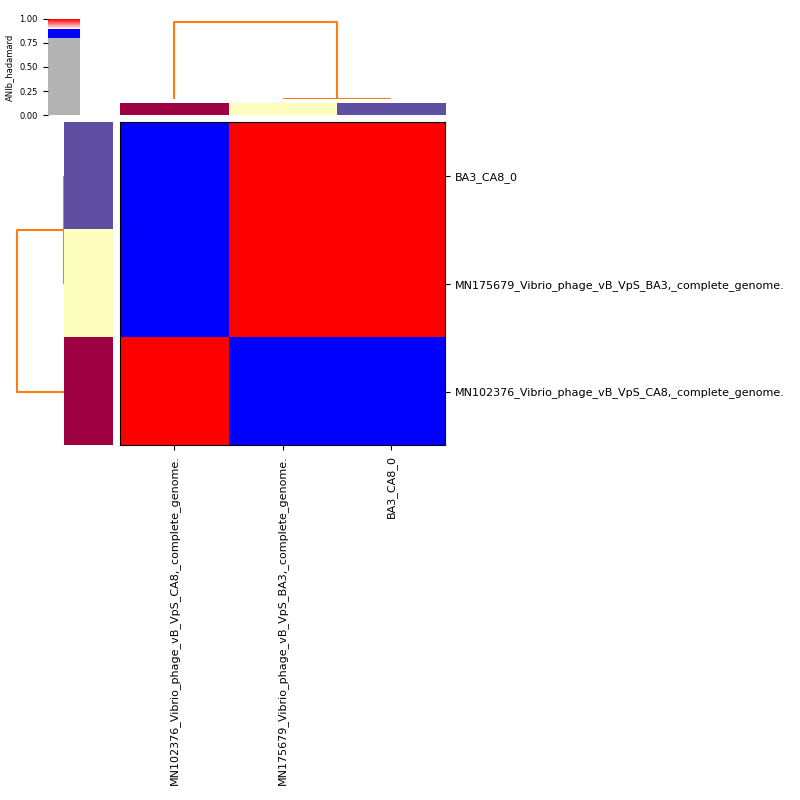 1.00
0.75
0.50
0.25
0.00
ANIb_hadamard
BA3_CA8_0
MN175679_Vibrio_phage_vB_VpS_BA3,_complete_genome.
MN102376_Vibrio_phage_vB_VpS_CA8,_complete_genome.
MN102376_Vibrio_phage_vB_VpS_CA8,_complete_genome.
MN175679_Vibrio_phage_vB_VpS_BA3,_complete_genome.
BA3_CA8_0